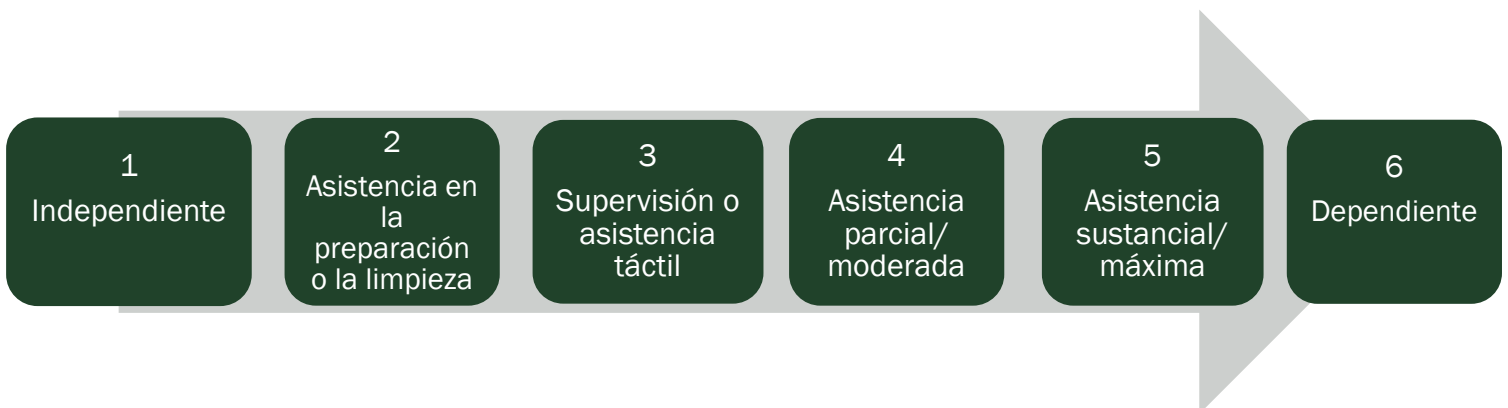 1
Independiente
2
Asistencia en
la
preparación
o la limpieza
3
Supervisión o
asistencia
táctil
4
Asistencia
parcial/
moderada
5
Asistencia
sustancial/
máxima
6
Dependiente